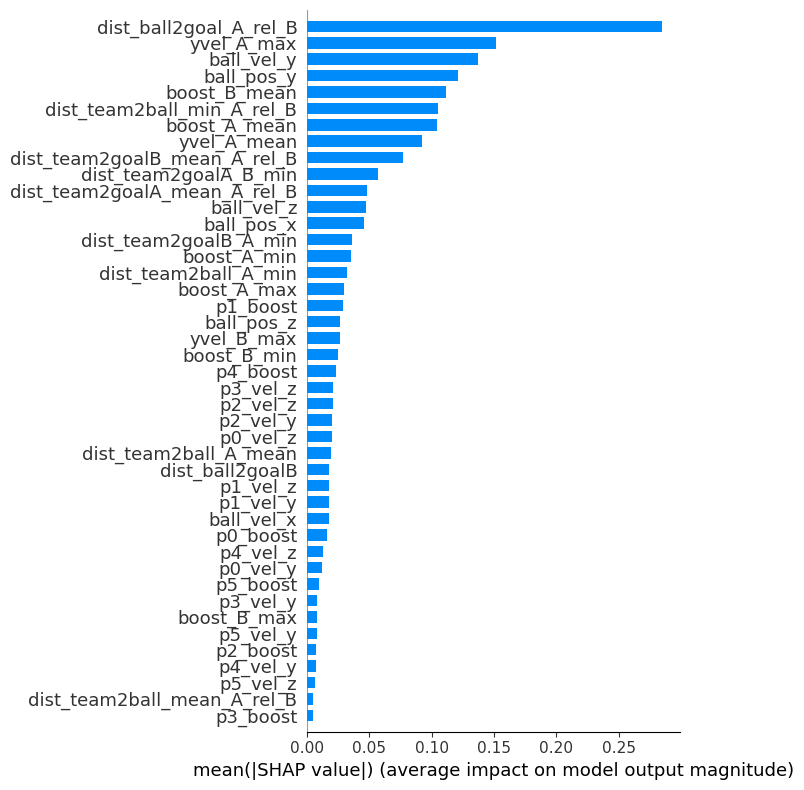 dist_ball2goal_A_rel_B
yvel_A_max
ball_vel_y
ball_pos_y
boost_B_mean
dist_team2ball_min_A_rel_B
boost_A_mean
yvel_A_mean
dist_team2goalB_mean_A_rel_B
dist_team2goalA_B_min
dist_team2goalA_mean_A_rel_B
ball_vel_z
ball_pos_x
dist_team2goalB_A_min
boost_A_min
dist_team2ball_A_min
boost_A_max
p1_boost
ball_pos_z
yvel_B_max
boost_B_min
p4_boost
p3_vel_z
p2_vel_z
p2_vel_y
p0_vel_z
dist_team2ball_A_mean
dist_ball2goalB
p1_vel_z
p1_vel_y
ball_vel_x
p0_boost
p4_vel_z
p0_vel_y
p5_boost
p3_vel_y
boost_B_max
p5_vel_y
p2_boost
p4_vel_y
p5_vel_z
dist_team2ball_mean_A_rel_B
p3_boost
0.00 0.05 0.10 0.15 0.20 0.25
mean(|SHAP value|) (average impact on model output magnitude)